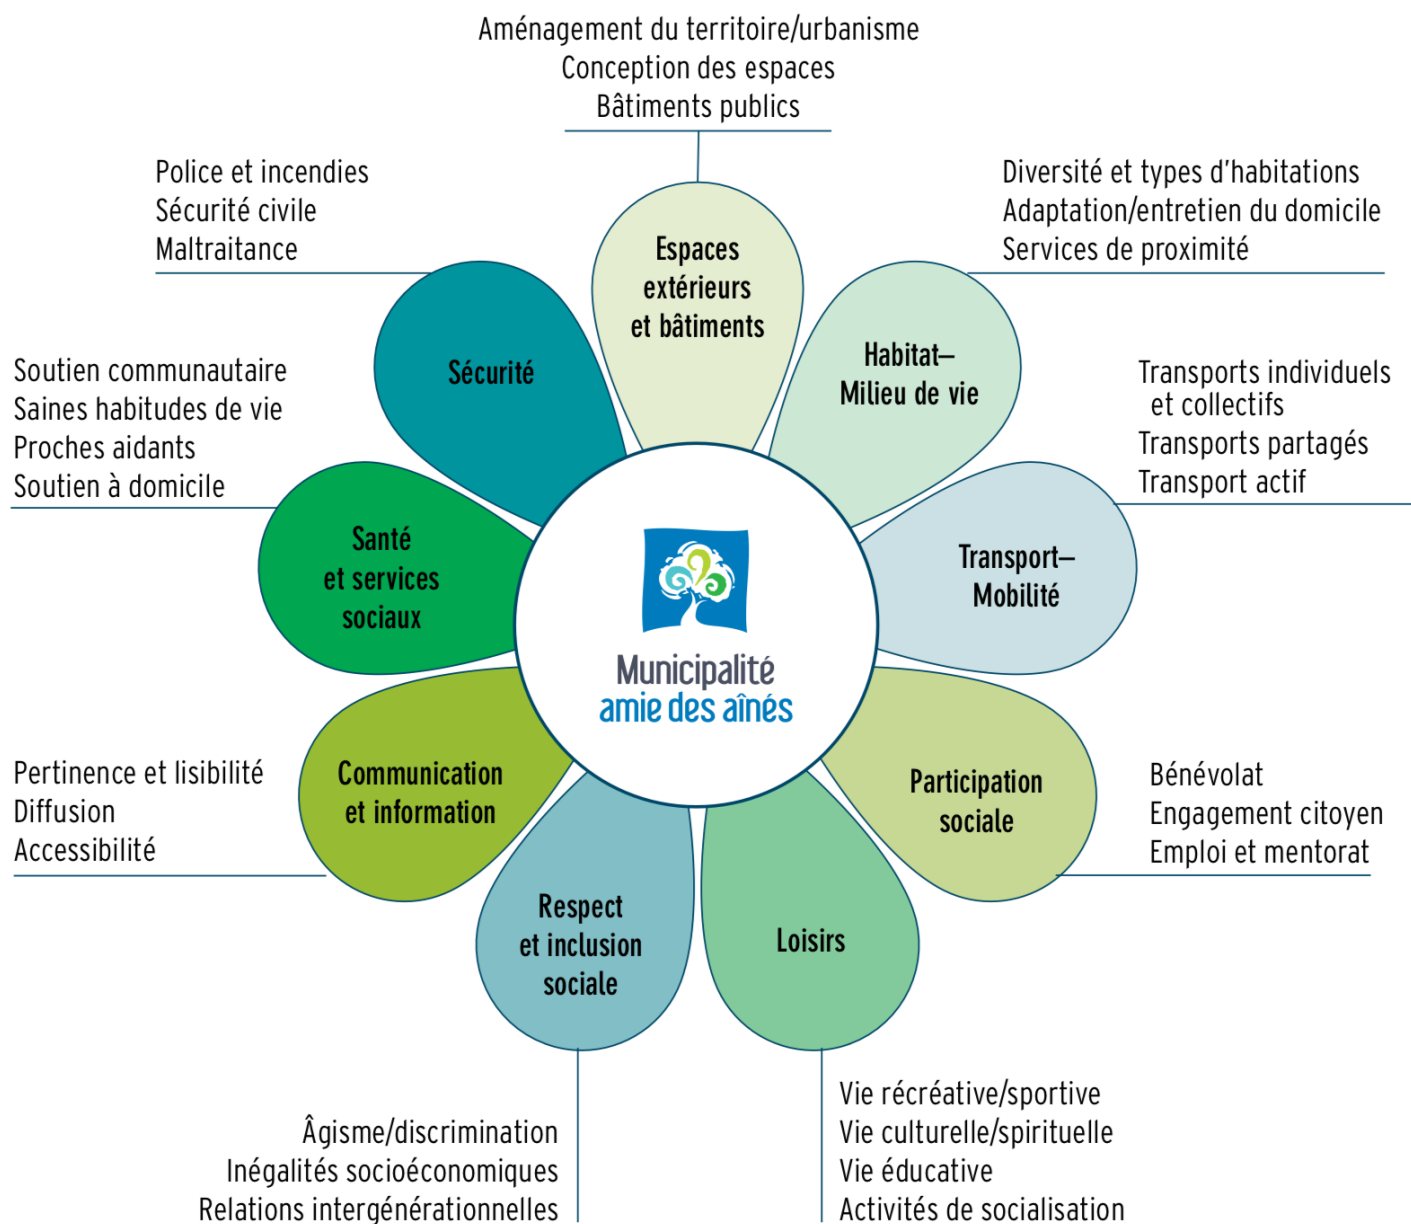 Aménagement du territoire/urbanisme
Conception des espaces
Bâtiments publics
Espaces
extérieurs
et bâtiments
Diversité et types d'habitations
Adaptation/entretien du domicile
Services de proximité
Habitat–
Milieu de vie
Transports individuels
et collectifs
Transports partagés
Transport actif
Transport–
Mobilité
Bénévolat
Engagement citoyen
Emploi et mentorat
Participation
sociale
Vie récréative/sportive
Vie culturelle/spirituelle
Vie éducative
Activités de socialisation
Loisirs
Respect
et inclusion
sociale
Âgisme/discrimination
Inégalités socioéconomiques
Relations intergénérationnelles
Communication
et information
Pertinence et lisibilité
Diffusion
Accessibilité
Santé
et services
sociaux
Soutien communautaire
Saines habitudes de vie
Proches aidants
Soutien à domicile
Sécurité
Police et incendies
Sécurité civile
Maltraitance
Municipalité
amie des aînés